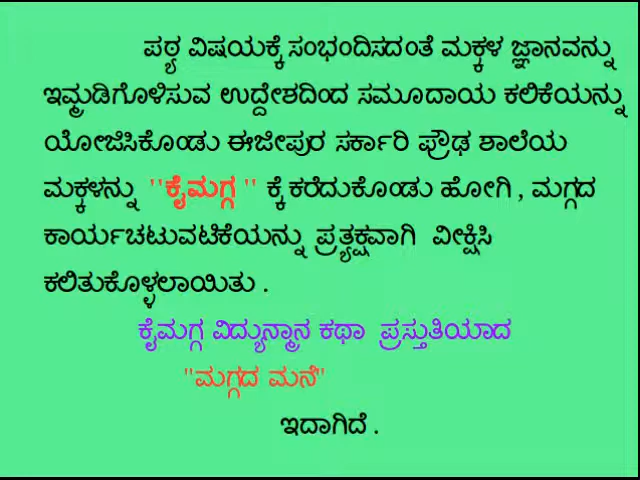 ಪಠ್ಯ ವಿಷಯಕ್ಕೆ ಸಂಭಂದಿಸದಂತೆ ಮಕ್ಕಳ ಜ್ಞಾನವನ್ನು
ಇಮ್ಮಡಿಗೊಳಿಸುವ ಉದ್ದೇಶದಿಂದ ಸಮೂದಾಯ ಕಲಿಕೆಯನ್ನು
ಯೋಜಿಸಿಕೊಂಡು ಈಜೀಪುರ ಸರ್ಕಾರಿ ಪ್ರೌಢ ಶಾಲೆಯ
ಮಕ್ಕಳನ್ನು ''ಕೈಮಗ್ಗ '' ಕ್ಕೆ ಕರೆದುಕೊಂಡು ಹೋಗಿ , ಮಗ್ಗದ
ಕಾರ್ಯಚಟುವಟಿಕೆಯನ್ನು ಪ್ರತ್ಯಕ್ಷವಾಗಿ ವೀಕ್ಷಿಸಿ
ಕಲಿತುಕೊಳ್ಳಲಾಯಿತು .
ಕೈಮಗ್ಗ ವಿದ್ಯುನ್ಮಾನ ಕಥಾ ಪ್ರಸ್ತುತಿಯಾದ
"ಮಗ್ಗದ ಮನೆ"
ಇದಾಗಿದೆ .